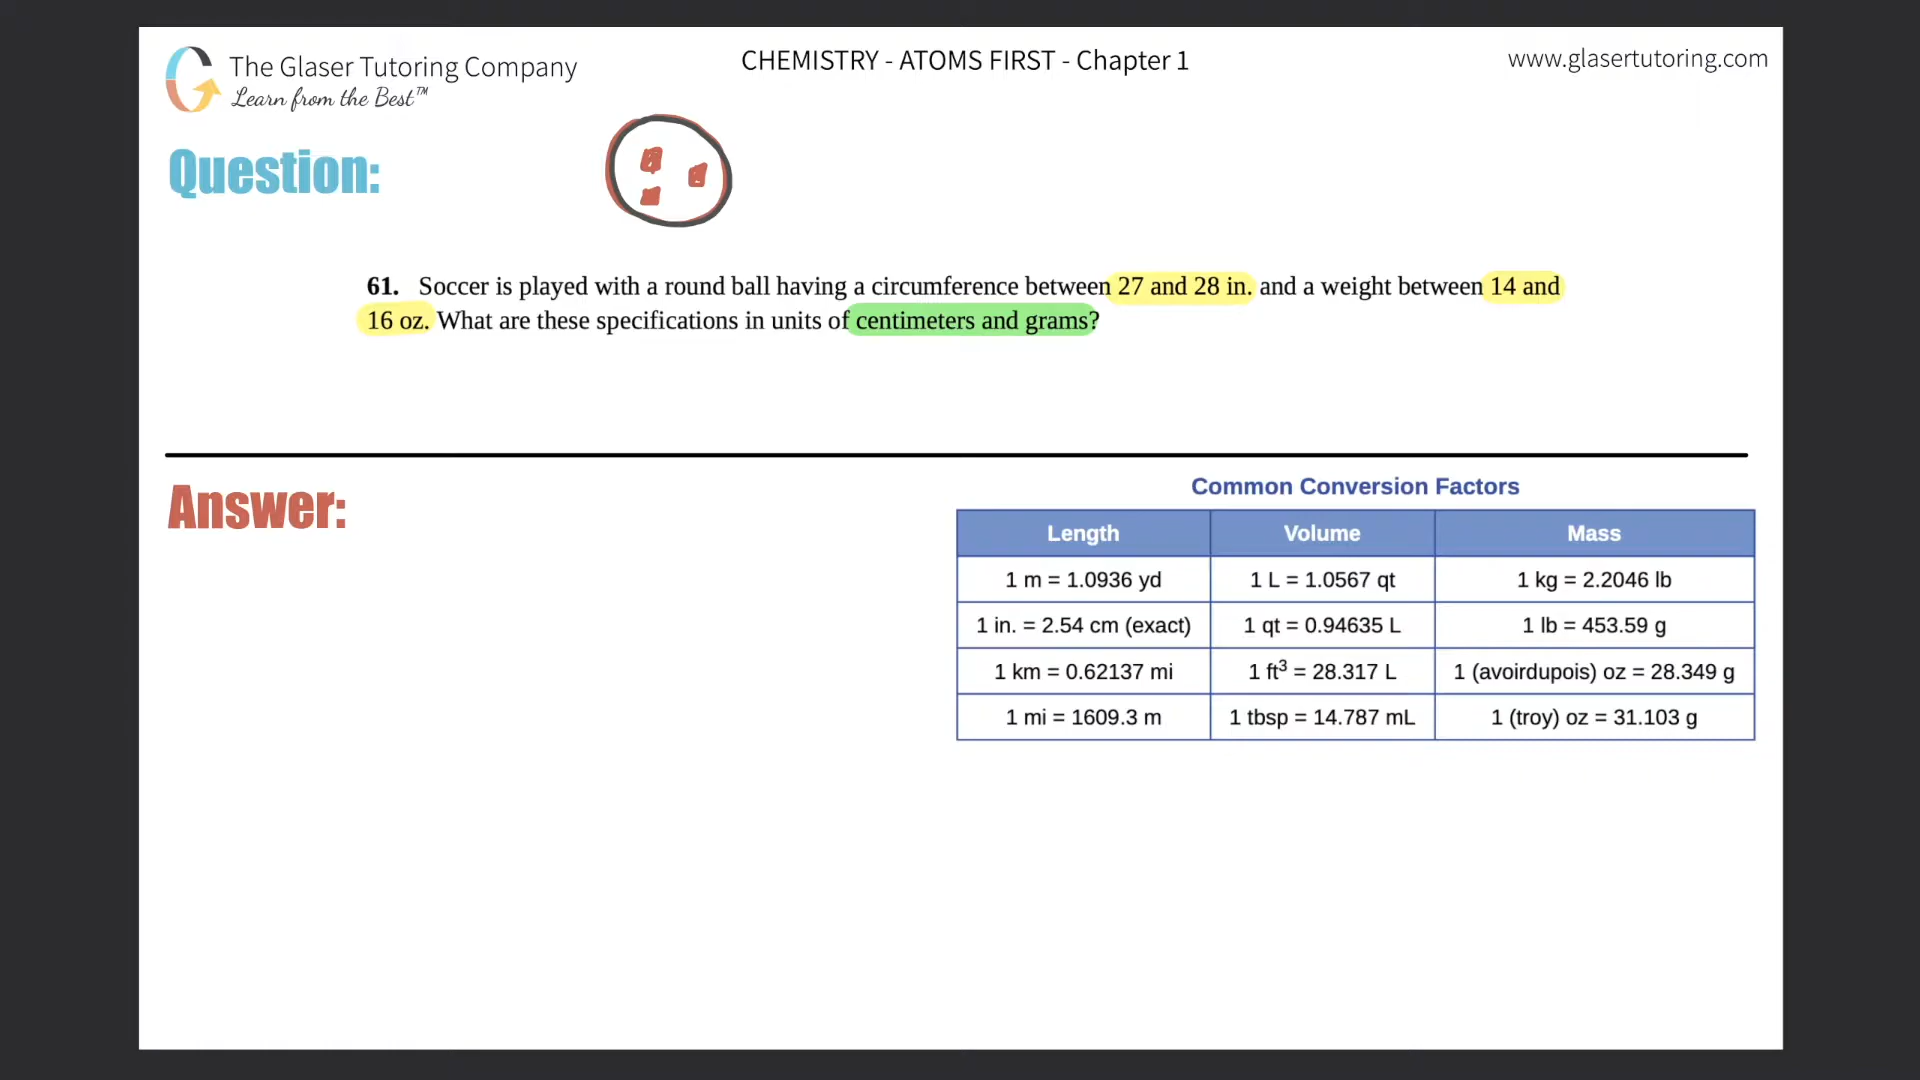 The Glaser Tutoring Company
Learn from the Best™
CHEMISTRY - ATOMS FIRST - Chapter 1
www.glasertutoring.com
Question:
61. Soccer is played with a round ball having a circumference between 27 and 28 in. and a weight between 14 and
16 oz. What are these specifications in units of centimeters and grams?
Answer:
Common Conversion Factors
Length Volume Mass
1 m = 1.0936 yd 1 L = 1.0567 qt 1 kg = 2.2046 lb
1 in. = 2.54 cm (exact) 1 qt = 0.94635 L 1 lb = 453.59 g
1 km = 0.62137 mi 1 ft³ = 28.317 L 1 (avoirdupois) oz = 28.349 g
1 mi = 1609.3 m 1 tbsp = 14.787 mL 1 (troy) oz = 31.103 g